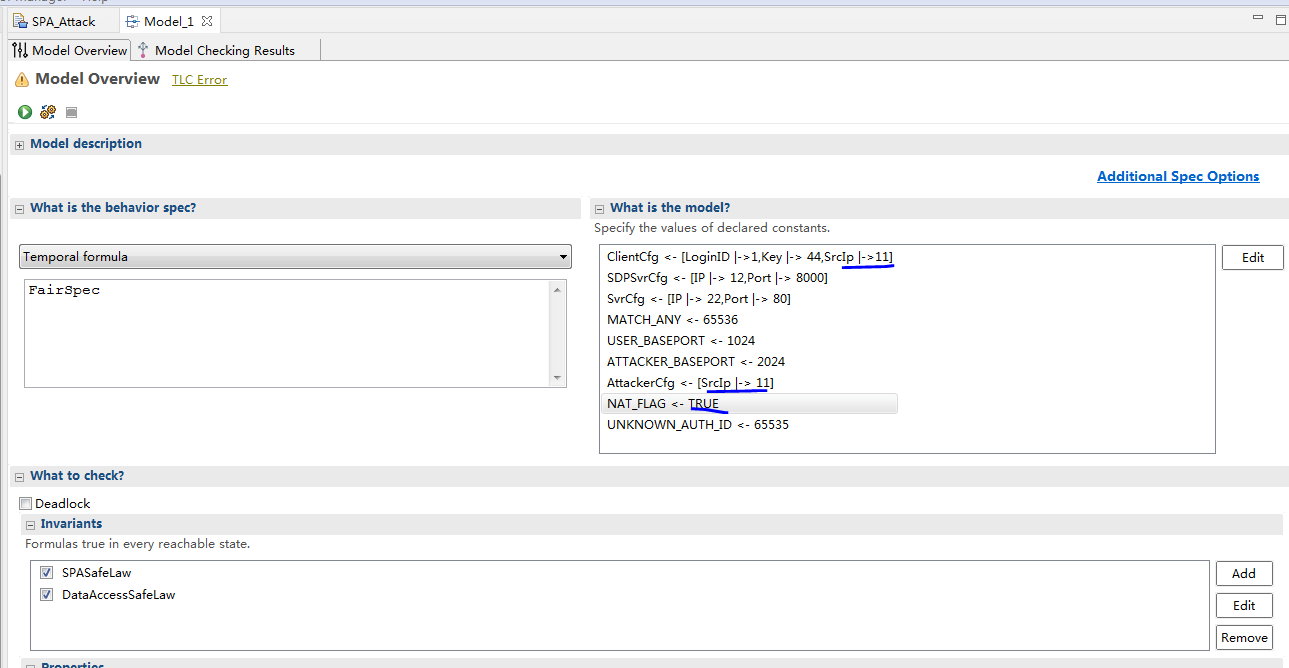 SPA_Attack Model_1
Model Overview Model Checking Results
Model Overview TLC Error
Model description
Additional Spec Options
What is the behavior spec?
Temporal formula
FairSpec
What is the model?
Specify the values of declared constants.
ClientCfg <- [LoginID |->1,Key |-> 44,SrcIp |->11]
SDPSvrCfg <- [IP |-> 12,Port |-> 8000]
SvrCfg <- [IP |-> 22,Port |-> 80]
MATCH_ANY <- 65536
USER_BASEPORT <- 1024
ATTACKER_BASEPORT <- 2024
AttackerCfg <- [SrcIp |-> 11]
NAT_FLAG <- TRUE
UNKNOWN_AUTH_ID <- 65535
Edit
What to check?
Deadlock
Invariants
Formulas true in every reachable state.
SPASafeLaw
DataAccessSafeLaw
Add
Edit
Remove
Properties